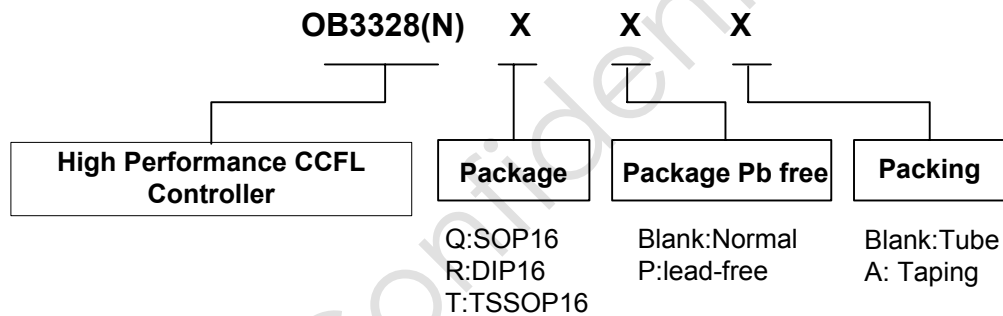 OB3328(N) X X X
High Performance CCFL
Controller
Package
Package Pb free
Packing
Q:SOP16
R:DIP16
T:TSSOP16
Blank:Normal
P:lead-free
Blank:Tube
A: Taping